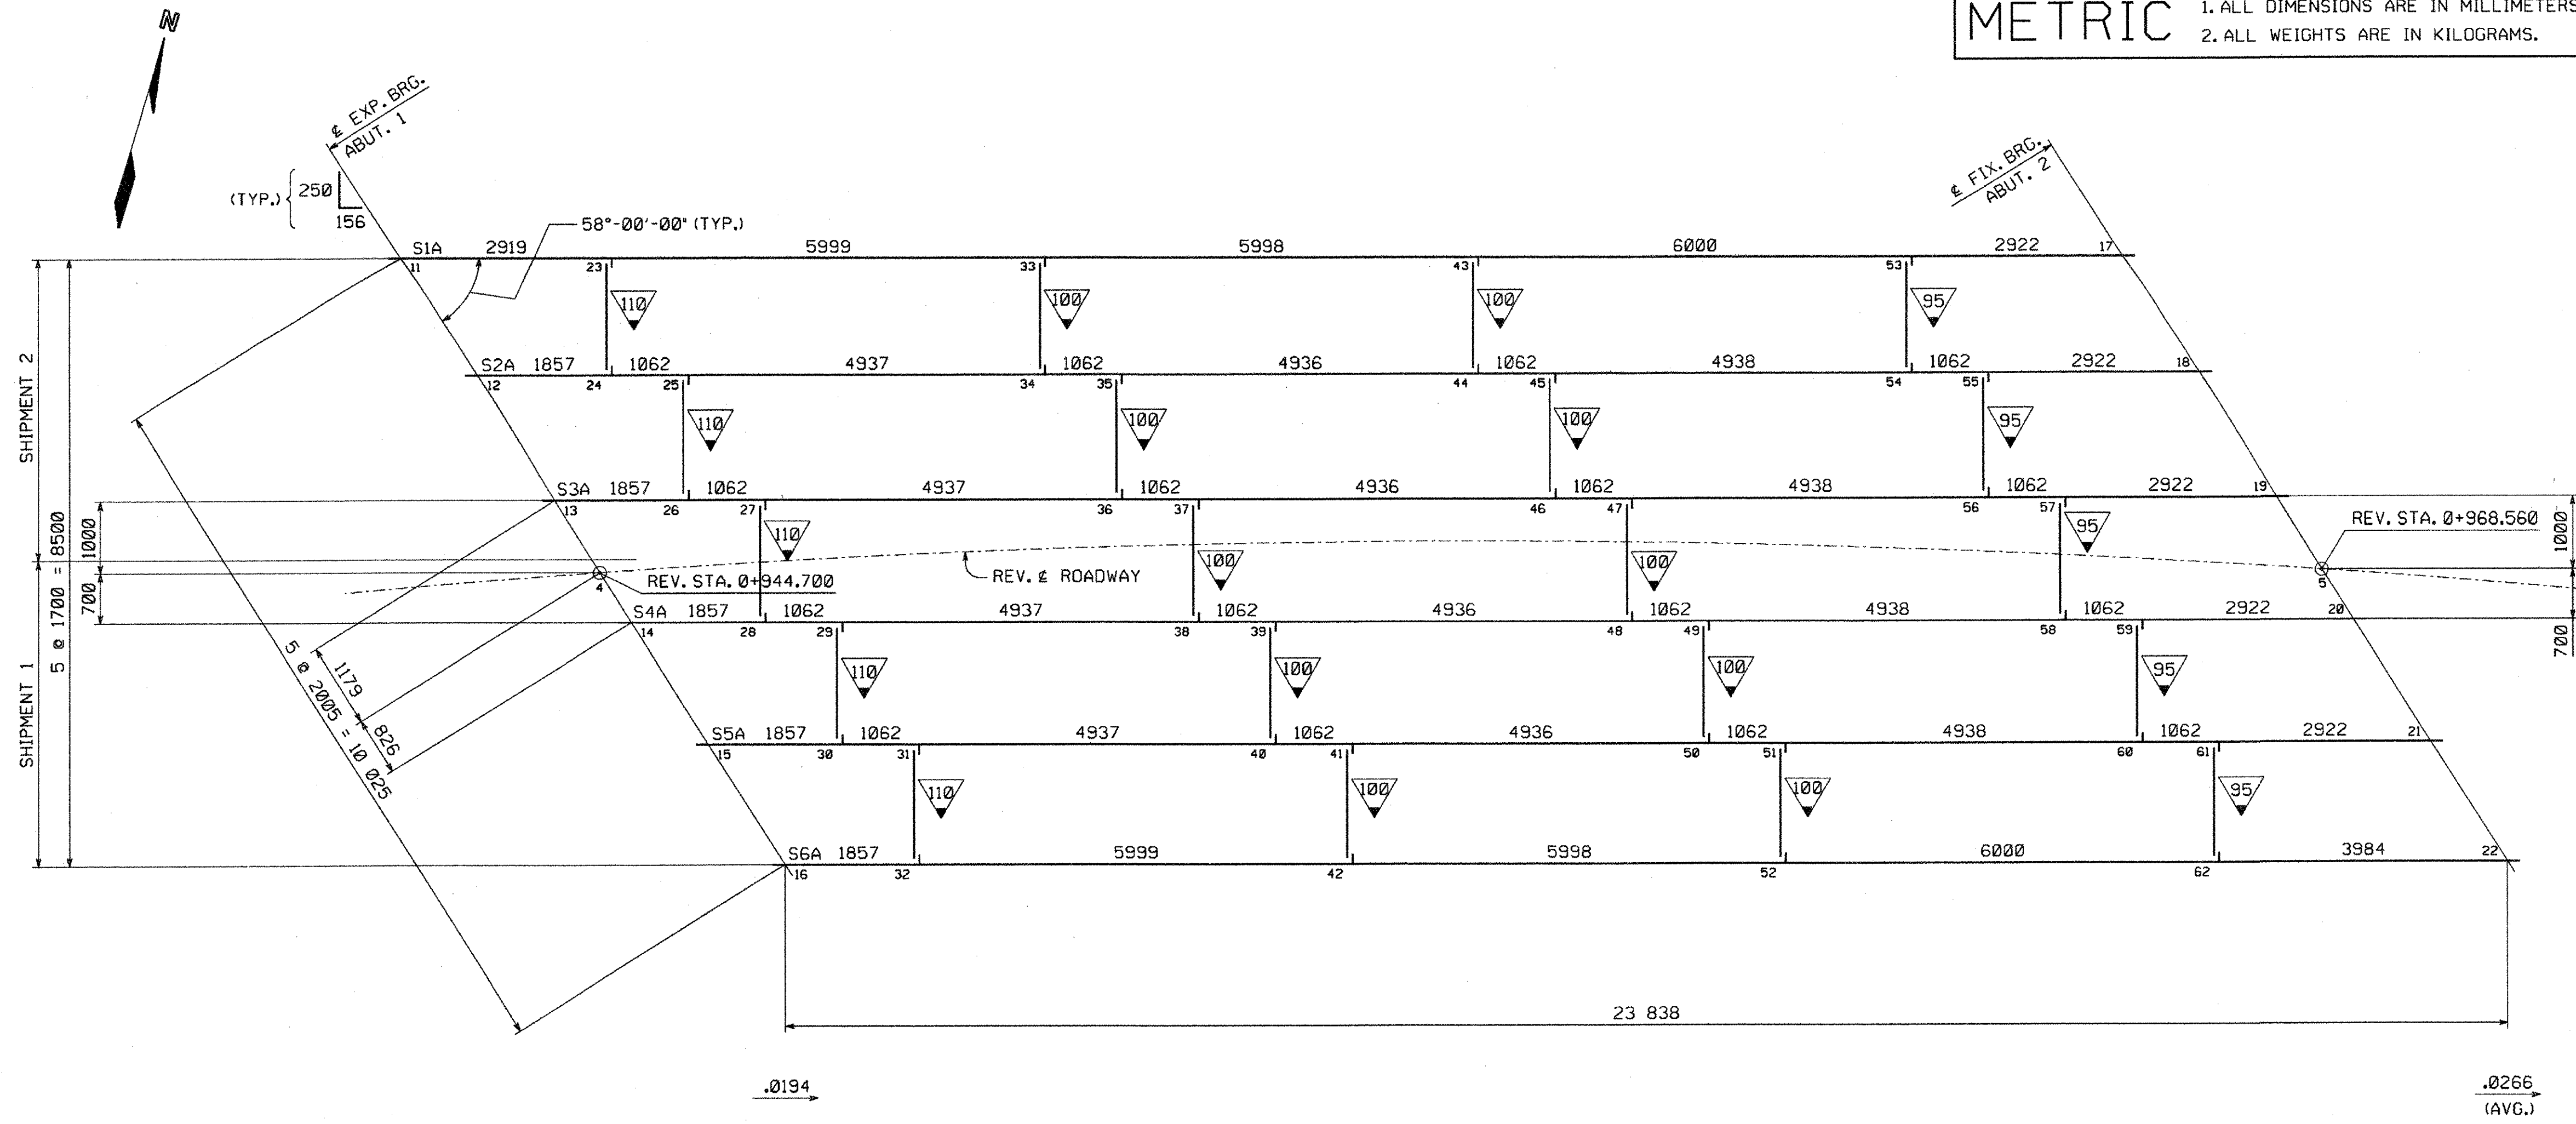 N
METRIC
1. ALL DIMENSIONS ARE IN MILLIMETERS
2. ALL WEIGHTS ARE IN KILOGRAMS.
℄ EXP. BRG.
ABUT. 1
℄ FIX. BRG.
ABUT. 2
(TYP.) 250
156
58°-00'-00" (TYP.)
S1A 2919 5999 5998 6000 2922 17
11 23 33 43 53
110 100 100 95
SHIPMENT 2
S2A 1857 1062 4937 1062 4936 1062 4938 1062 2922 18
12 24 25 34 35 44 45 54 55
110 100 100 95
S3A 1857 1062 4937 1062 4936 1062 4938 1062 2922 19
13 26 27 36 37 46 47 56 57
110 100 100 95
5 @ 1700 = 8500
1000
700
4
REV. STA. 0+944.700
REV. ℄ ROADWAY
REV. STA. 0+968.560
5
1000
700
S4A 1857 1062 4937 1062 4936 1062 4938 1062 2922 20
14 28 29 38 39 48 49 58 59
110 100 100 95
SHIPMENT 1
1179
826
5 @ 2005 = 10 025
S5A 1857 1062 4937 1062 4936 1062 4938 1062 2922 21
15 30 31 40 41 50 51 60 61
110 100 100 95
S6A 1857 5999 5998 6000 3984 22
16 32 42 52 62
23 838
.0194
.0266
(AVG.)